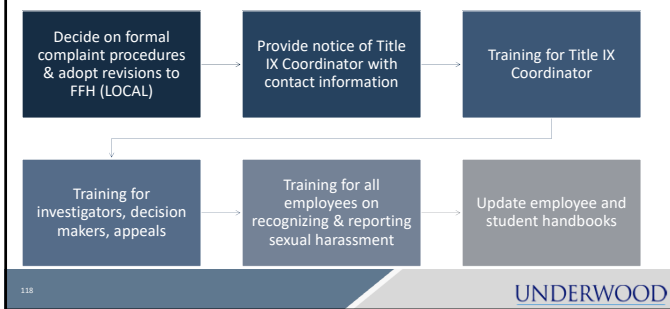 Decide on formal
complaint procedures
& adopt revisions to
FFH (LOCAL)
Provide notice of Title
IX Coordinator with
contact information
Training for Title IX
Coordinator
Training for
investigators, decision
makers, appeals
Training for all
employees on
recognizing & reporting
sexual harassment
Update employee and
student handbooks
118
UNDERWOOD